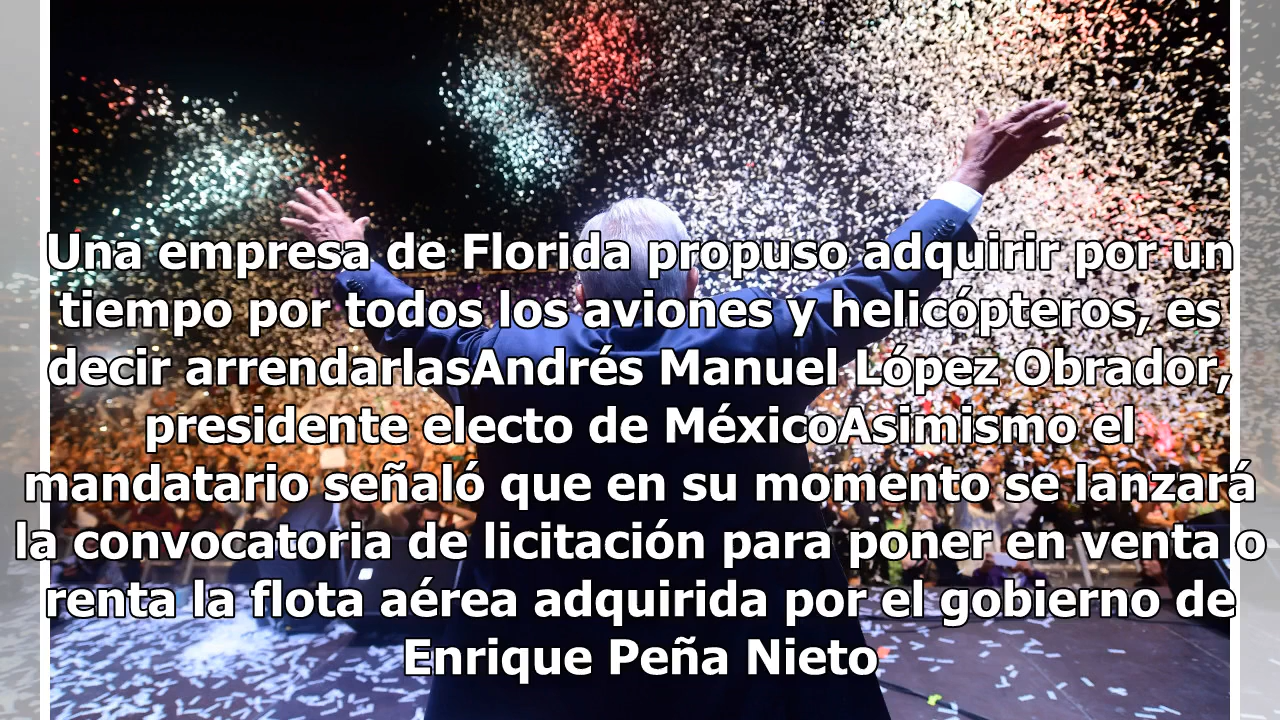 Una empresa de Florida propuso adquirir por un
tiempo por todos los aviones y helicópteros, es
decir arrendarlasAndrés Manuel López Obrador,
presidente electo de MéxicoAsimismo el
mandatario señaló que en su momento se lanzará
la convocatoria de licitación para poner en venta o
renta la flota aérea adquirida por el gobierno de
Enrique Peña Nieto